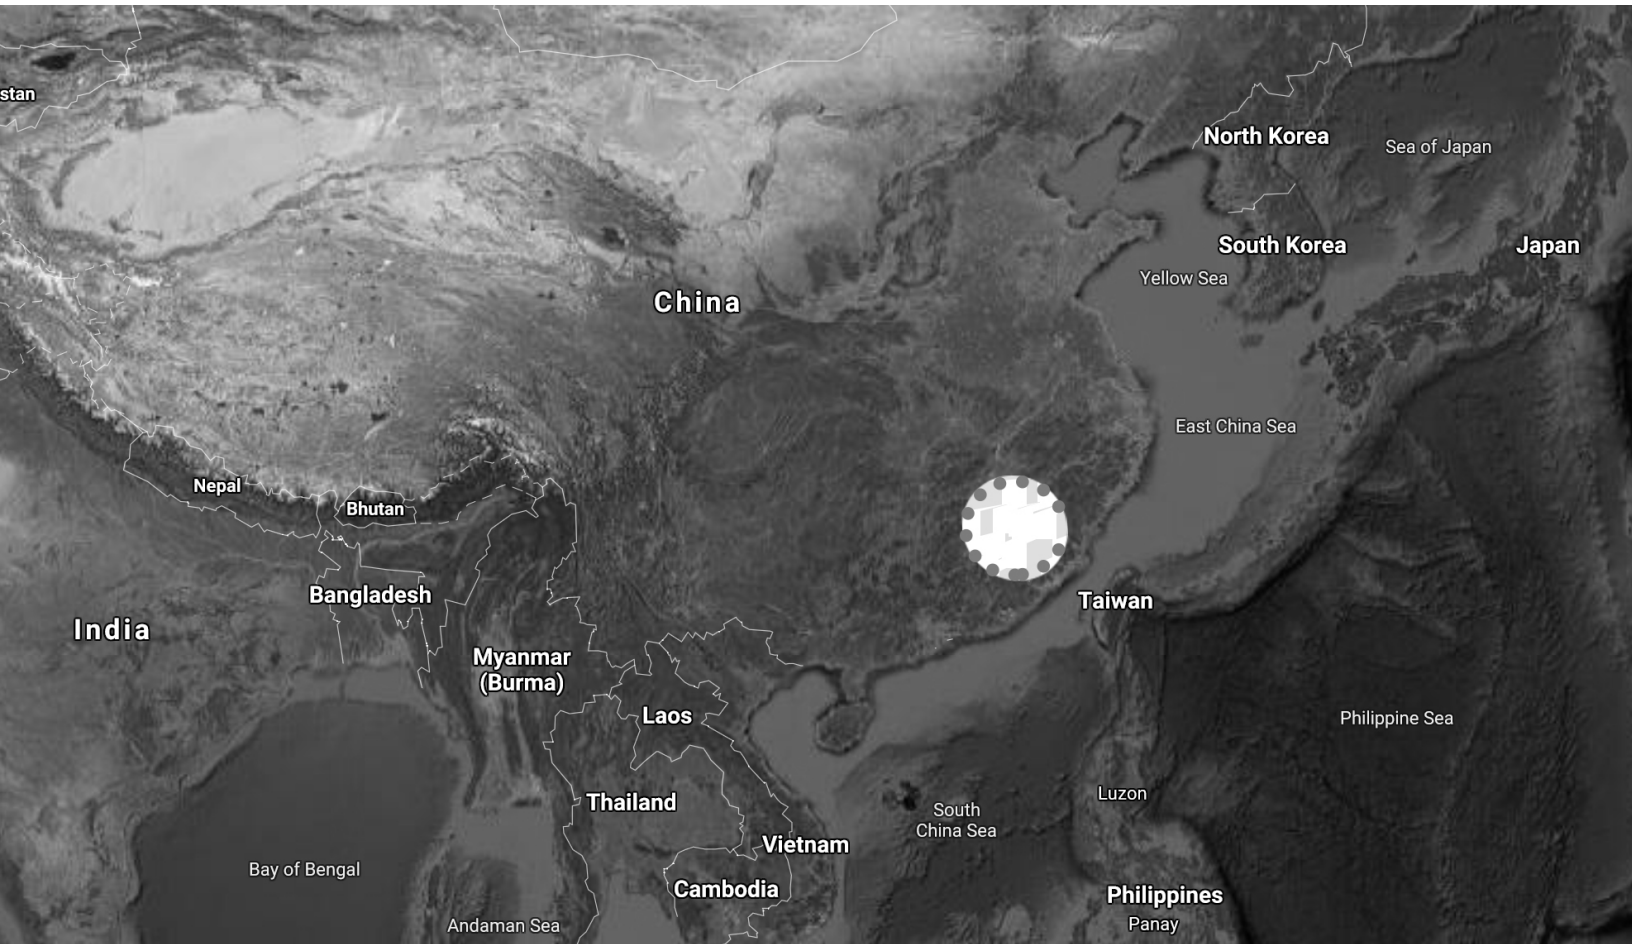 stan
North Korea
Sea of Japan
South Korea
Japan
Yellow Sea
China
East China Sea
Nepal
Bhutan
Bangladesh
Taiwan
India
Myanmar
(Burma)
Laos
Philippine Sea
Thailand
Luzon
South
China Sea
Vietnam
Bay of Bengal
Cambodia
Philippines
Panay
Andaman Sea